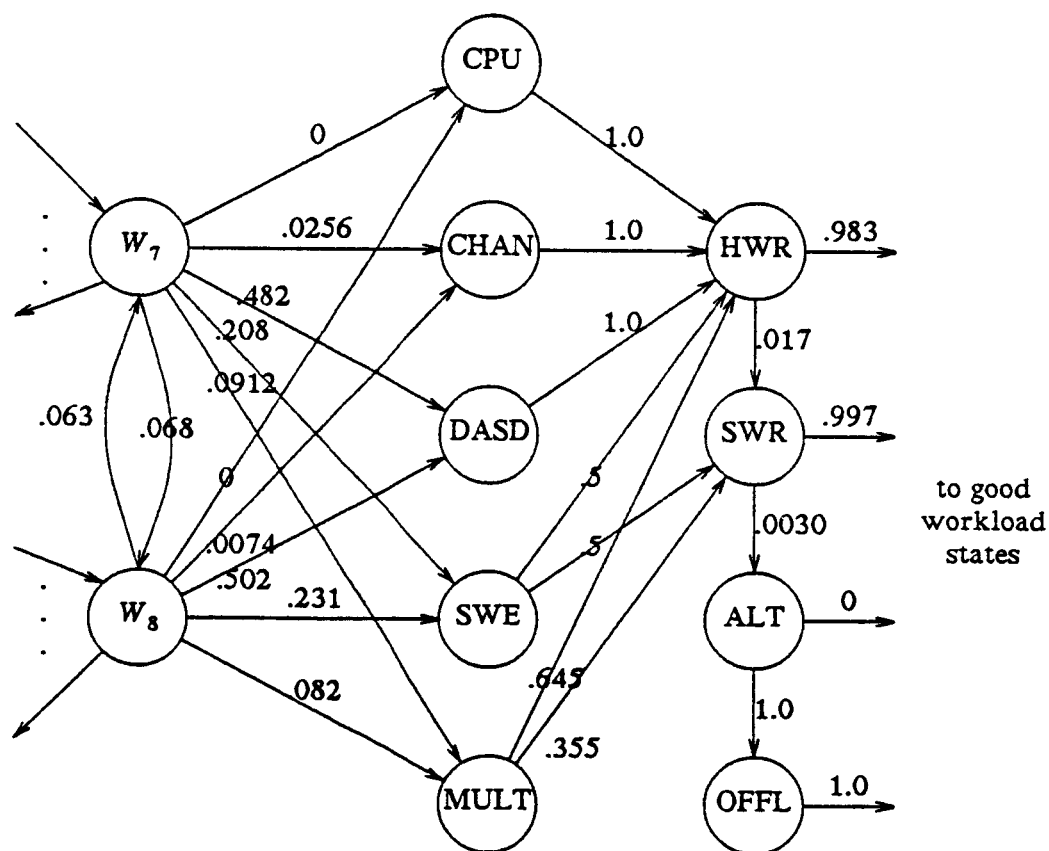 CPU
0
1.0
W7
.0256
CHAN
1.0
HWR
.983
.482
.208
1.0
.017
.0912
.063
.068
DASD
SWR
.997
0
.5
to good
workload
states
.0074
.5
.0030
.502
W8
.231
SWE
ALT
0
.645
082
1.0
.355
MULT
OFFL
1.0